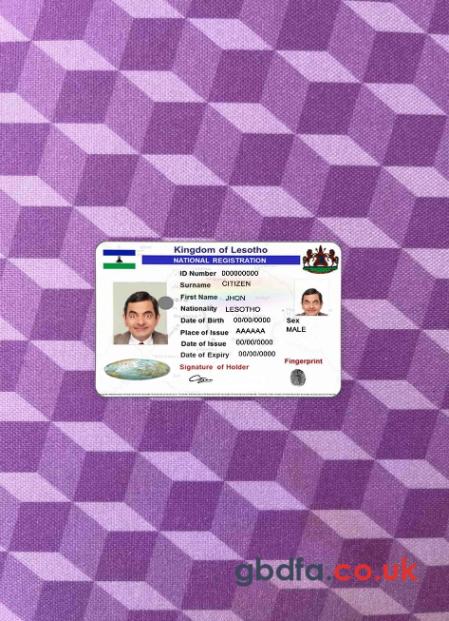 Kingdom of Lesotho
NATIONAL REGISTRATION
ID Number 000000000
Surname CITIZEN
First Name JHON
Nationality LESOTHO
Date of Birth 00/00/0000
Sex
Place of Issue AAAAAA
MALE
Date of Issue 00/00/0000
Date of Expiry 00/00/0000
Signature of Holder
Fingerprint
gbdfa.co.uk